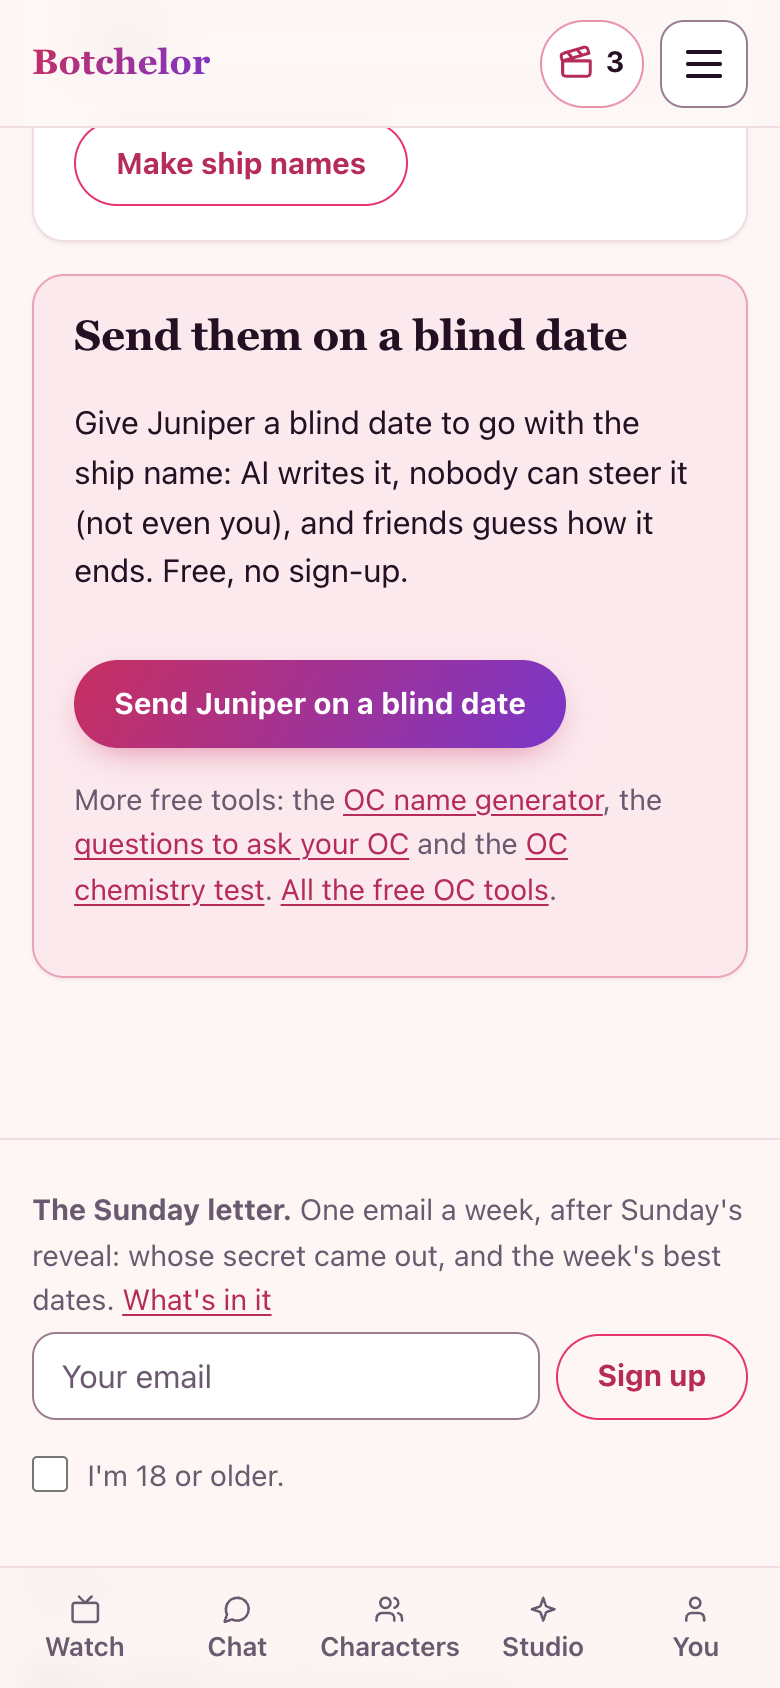 Botchelor
3
Make ship names
Send them on a blind date
Give Juniper a blind date to go with the
ship name: AI writes it, nobody can steer it
(not even you), and friends guess how it
ends. Free, no sign-up.
Send Juniper on a blind date
More free tools: the OC name generator, the
questions to ask your OC and the OC
chemistry test. All the free OC tools.
The Sunday letter. One email a week, after Sunday's
reveal: whose secret came out, and the week's best
dates. What's in it
Your email
Sign up
I'm 18 or older.
Watch
Chat
Characters
Studio
You